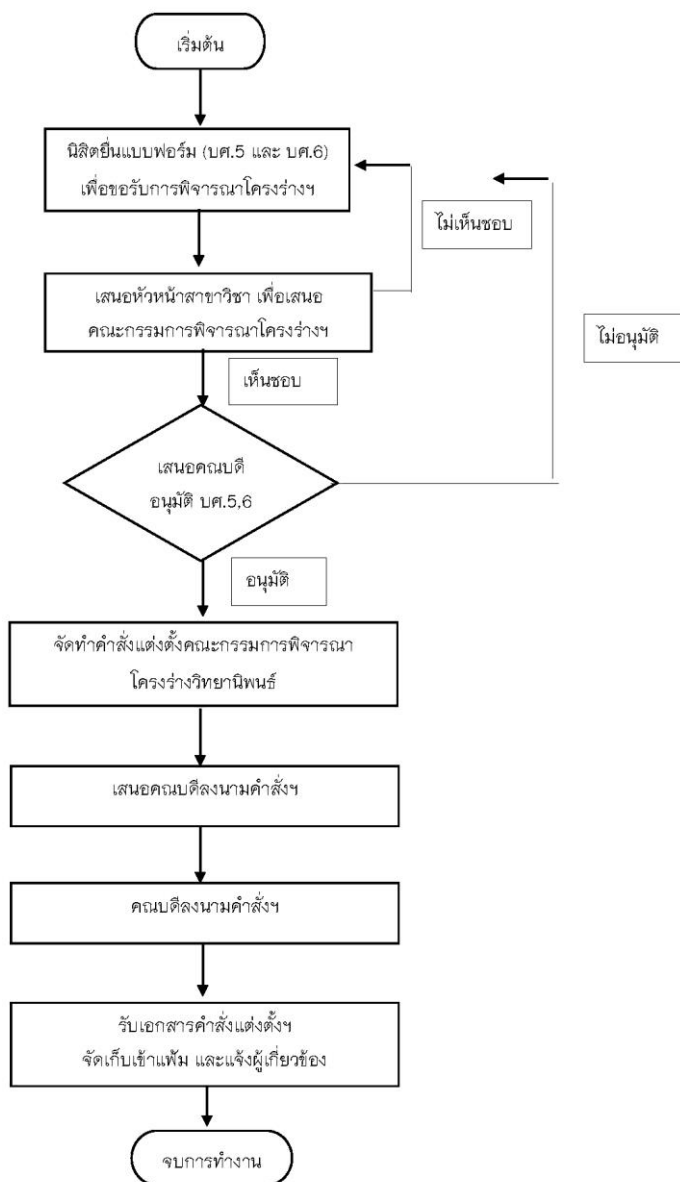 เริ่มต้น
นิสิตยื่นแบบฟอร์ม (บศ.5 และ บศ.6)
เพื่อขอรับการพิจารณาโครงร่างฯ
ไม่เห็นชอบ
เสนอหัวหน้าสาขาวิชา เพื่อเสนอ
คณะกรรมการพิจารณาโครงร่างฯ
ไม่อนุมัติ
เห็นชอบ
เสนอคณบดี
อนุมัติ บศ.5,6
อนุมัติ
จัดทำคำสั่งแต่งตั้งคณะกรรมการพิจารณา
โครงร่างวิทยานิพนธ์
เสนอคณบดีลงนามคำสั่งฯ
คณบดีลงนามคำสั่งฯ
รับเอกสารคำสั่งแต่งตั้งฯ
จัดเก็บเข้าแฟ้ม และแจ้งผู้เกี่ยวข้อง
จบการทำงาน